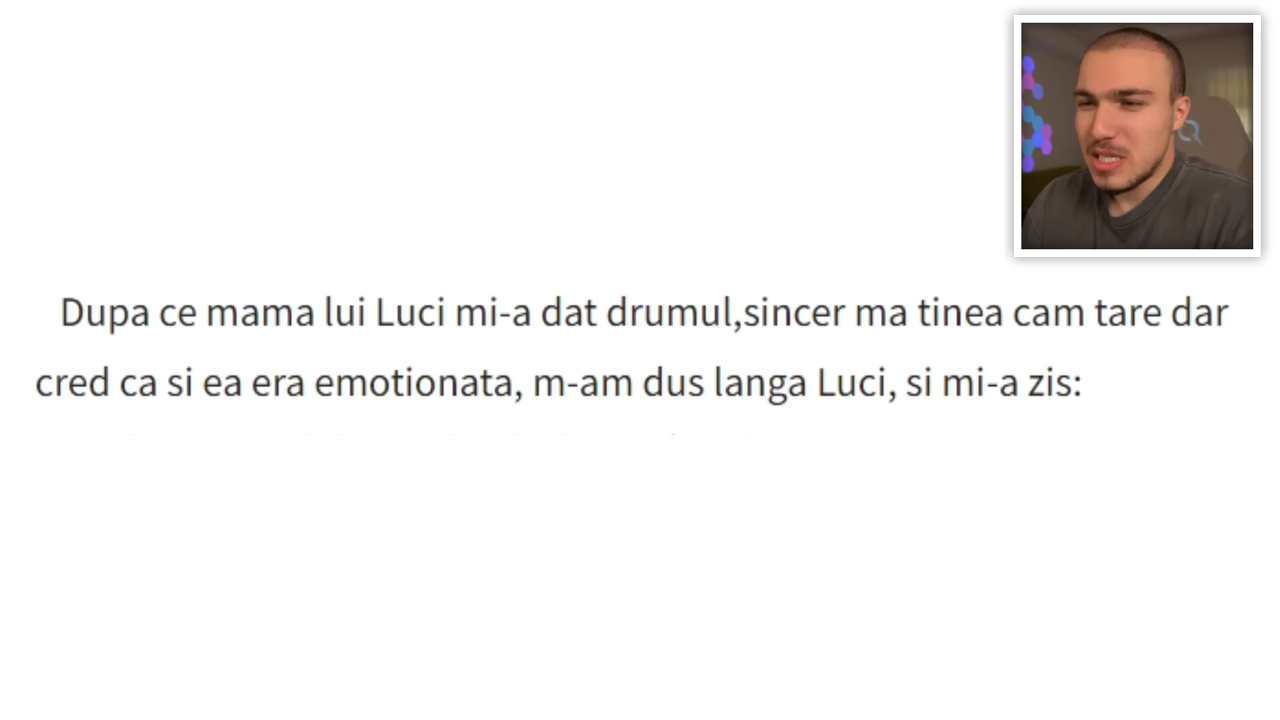 Dupa ce mama lui Luci mi-a dat drumul,sincer ma tinea cam tare dar
cred ca si ea era emotionata, m-am dus langa Luci, si mi-a zis: